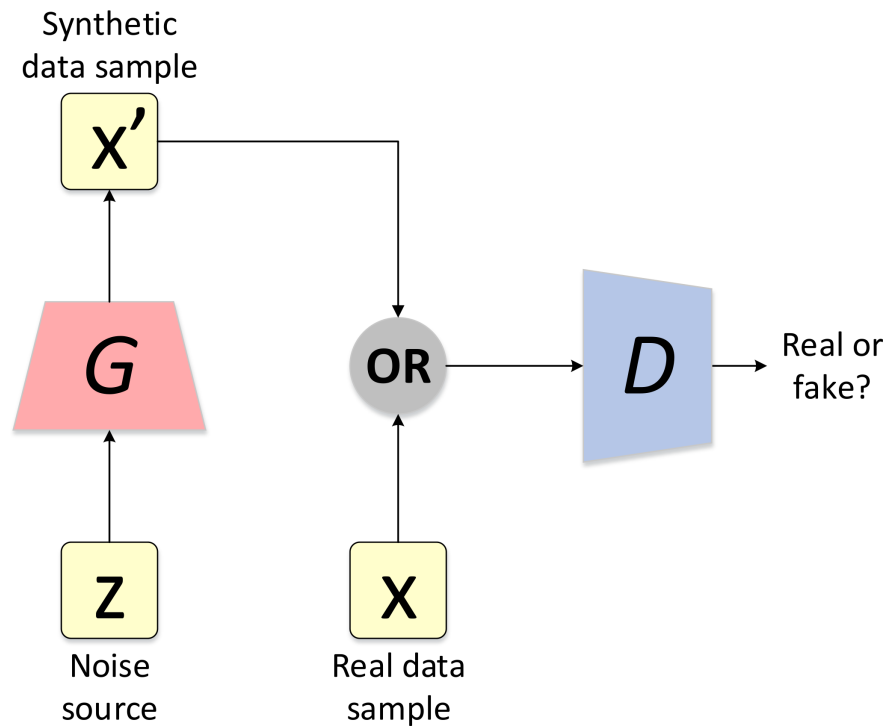 Synthetic
data sample
x'
G
OR
D
Real or
fake?
z
x
Noise
source
Real data
sample